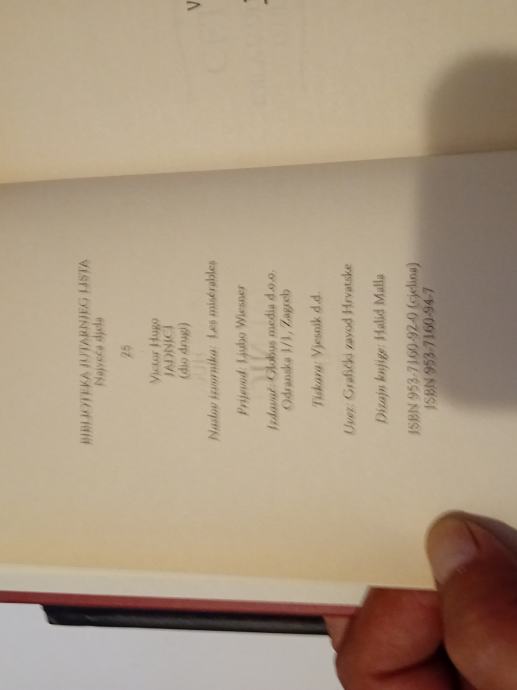 BIBLIOTEKA JUTARNJEG LISTA
Najveća djela
25
Victor Hugo
JADNICI
(dio drugi)
Naslov izvornika: Les misérables
Prijevod: Ljubo Wiesner
Izdavač: Globus media d.o.o.
Odranska 1/1, Zagreb
Tiskara: Vjesnik d.d.
Uvez: Grafički zavod Hrvatske
Dizajn knjige: Halid Malla
ISBN 953-7160-92-0 (cjelina)
ISBN 953-7160-94-7